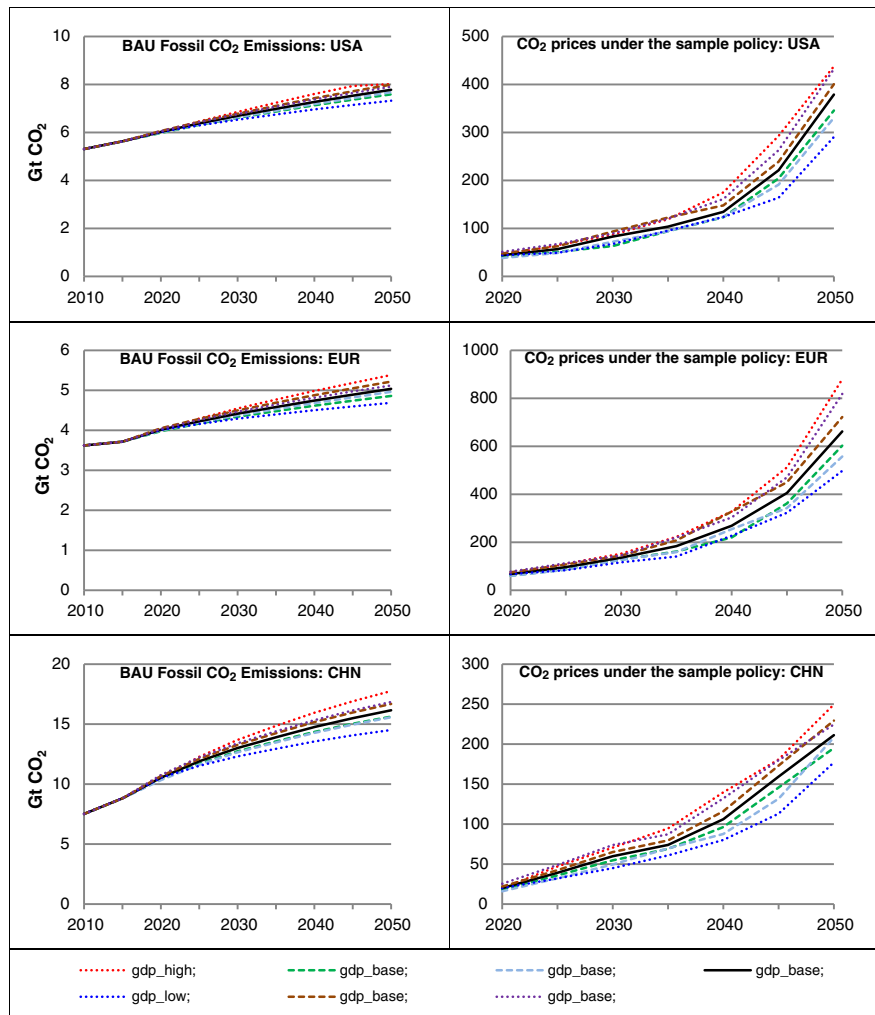 BAU Fossil CO₂ Emissions: USA
10
8
6
4
2
0
Gt CO₂
2010 2020 2030 2040 2050
CO₂ prices under the sample policy: USA
500
400
300
200
100
0
2020 2030 2040 2050
BAU Fossil CO₂ Emissions: EUR
6
5
4
3
2
1
0
Gt CO₂
2010 2020 2030 2040 2050
CO₂ prices under the sample policy: EUR
1000
800
600
400
200
0
2020 2030 2040 2050
BAU Fossil CO₂ Emissions: CHN
20
15
10
5
0
Gt CO₂
2010 2020 2030 2040 2050
CO₂ prices under the sample policy: CHN
300
250
200
150
100
50
0
2020 2030 2040 2050
gdp_high; gdp_base; gdp_base; gdp_base;
gdp_low; gdp_base; gdp_base;